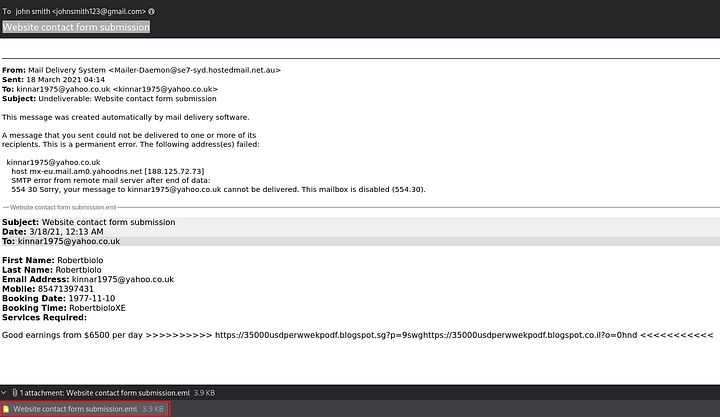 To john smith <johnsmith123@gmail.com>
Website contact form submission
From: Mail Delivery System <Mailer-Daemon@se7-syd.hostedmail.net.au>
Sent: 18 March 2021 04:14
To: kinnar1975@yahoo.co.uk <kinnar1975@yahoo.co.uk>
Subject: Undeliverable: Website contact form submission
This message was created automatically by mail delivery software.
A message that you sent could not be delivered to one or more of its
recipients. This is a permanent error. The following address(es) failed:
kinnar1975@yahoo.co.uk
host mx-eu.mail.am0.yahoodns.net [188.125.72.73]
SMTP error from remote mail server after end of data:
554 30 Sorry, your message to kinnar1975@yahoo.co.uk cannot be delivered. This mailbox is disabled (554.30).
Website contact form submission.eml
Subject: Website contact form submission
Date: 3/18/21, 12:13 AM
To: kinnar1975@yahoo.co.uk
First Name: Robertbiolo
Last Name: Robertbiolo
Email Address: kinnar1975@yahoo.co.uk
Mobile: 85471397431
Booking Date: 1977-11-10
Booking Time: RobertbioloXE
Services Required:
Good earnings from $6500 per day >>>>>>>>>> https://35000usdperwwekpodf.blogspot.sg?p=9swghttps://35000usdperwwekpodf.blogspot.co.il?o=0hnd <<<<<<<<<<<
1 attachment: Website contact form submission.eml 3.9 KB
Website contact form submission.eml 3.9 KB